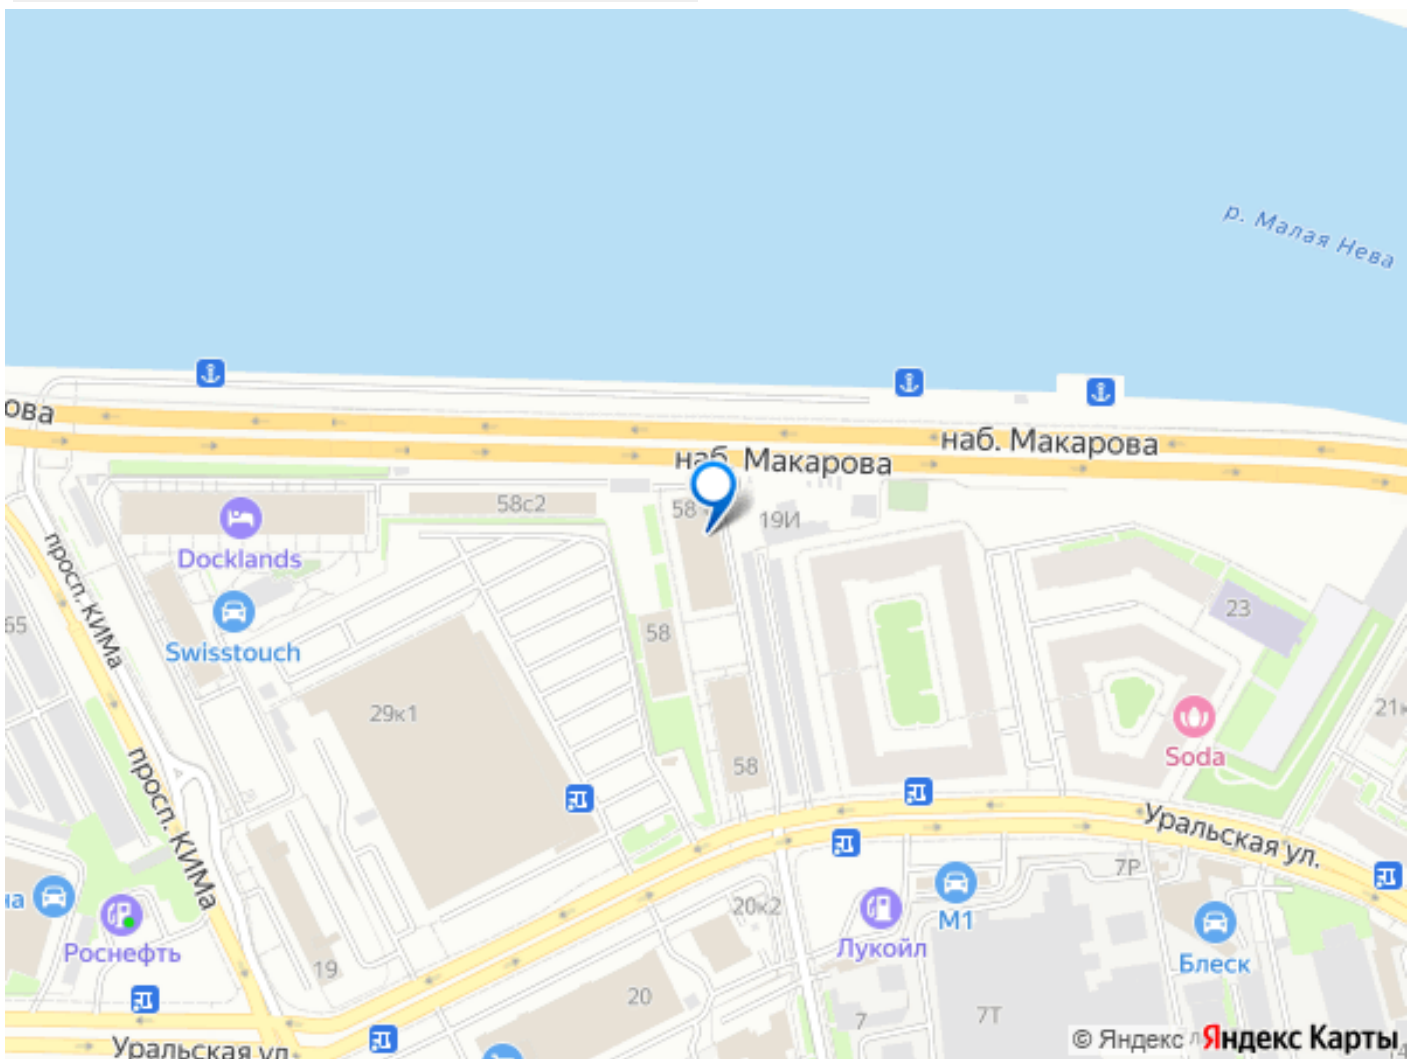 р. Малая Нева
ова
наб. Макарова
наб. Макарова
58с2
58
19И
Docklands
просп. КИМа
65
Swisstouch
58
23
29к1
21к
Soda
58
просп. КИМа
Уральская ул.
7Р
на
20к2
М1
Роснефть
Лукойл
Блеск
19
20
7
7Т
Уральская ул.
© Яндекс
Яндекс Карты